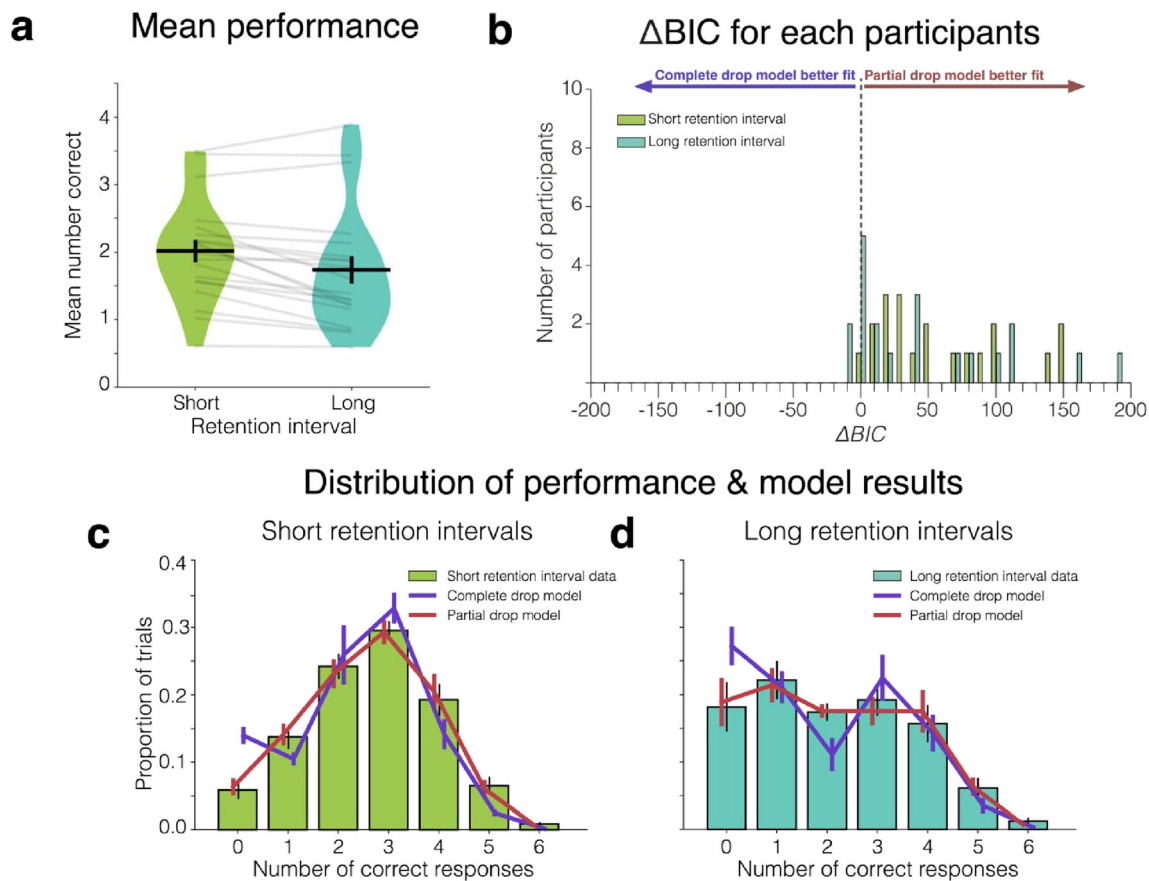 a
Mean performance
Mean number correct
4
3
2
1
0
Short
Long
Retention interval
b
ΔBIC for each participants
Complete drop model better fit
Partial drop model better fit
Short retention interval
Long retention interval
Number of participants
10
8
6
4
2
-200
-150
-100
-50
0
50
100
150
200
ΔBIC
Distribution of performance & model results
c
Short retention intervals
Short retention interval data
Complete drop model
Partial drop model
Proportion of trials
0.4
0.3
0.2
0.1
0.0
0
1
2
3
4
5
6
Number of correct responses
d
Long retention intervals
Long retention interval data
Complete drop model
Partial drop model
0
1
2
3
4
5
6
Number of correct responses